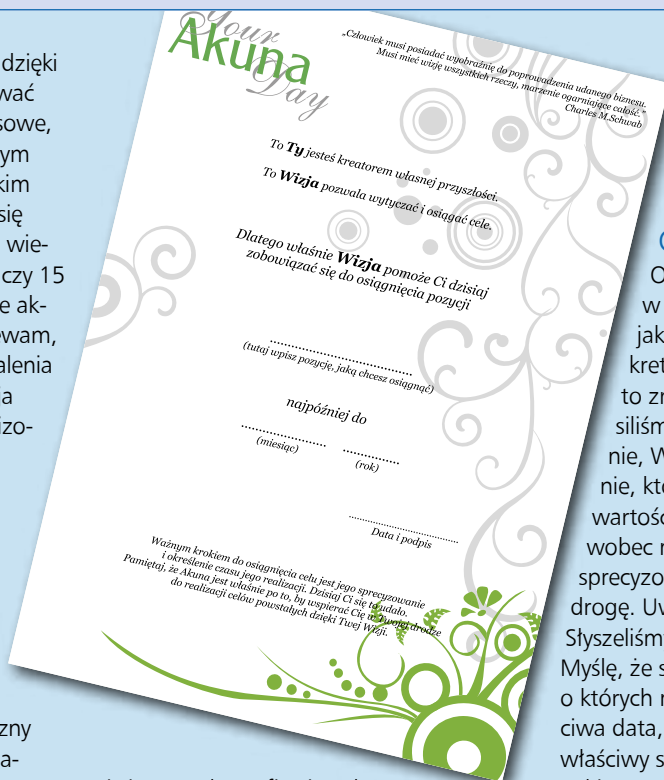 dzięki
wać
sowe,
ym
kim
się
wie-
czy 15
e ak-
ewam,
alenia
ia
izo-
zny
a-
Your
Akuna
Day
„Człowiek musi posiadać wyobraźnię do poprowadzenia udanego biznesu.
Musi mieć wizję wszystkich rzeczy, marzenie ogarniające całość.”
Charles M.Schwab
To Ty jesteś kreatorem własnej przyszłości.
To Wizja pozwala wytyczać i osiągać cele.
Dlatego właśnie Wizja pomoże Ci dzisiaj
zobowiązać się do osiągnięcia pozycji
(tutaj wpisz pozycję, jaką chcesz osiągnąć)
najpóźniej do
(miesiąc) (rok)
Data i podpis
Ważnym krokiem do osiągnięcia celu jest jego sprecyzowanie
i określenie czasu jego realizacji. Dzisiaj Ci się to udało.
Pamiętaj, że Akuna jest właśnie po to, by wspierać Cię w Twojej drodze
do realizacji celów powstałych dzięki Twej Wizji.
w
jak
kret
to zn
siliśm
nie, W
nie, któ
wartośc
wobec n
sprecyzo
drogę. Uv
Słyszeliśm
Myślę, że s
o których n
ciwa data,
właściwy s